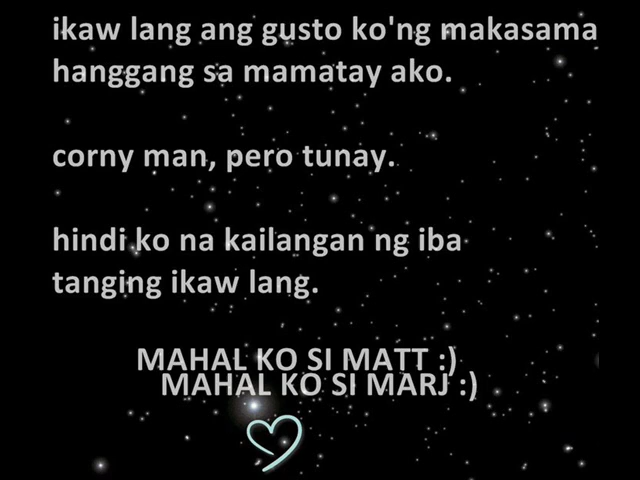 ikaw lang ang gusto ko'ng makasama
hanggang sa mamatay ako.
corny man, pero tunay.
hindi ko na kailangan ng iba
tanging ikaw lang.
MAHAL KO SI MATT :)
MAHAL KO SI MARJ :)